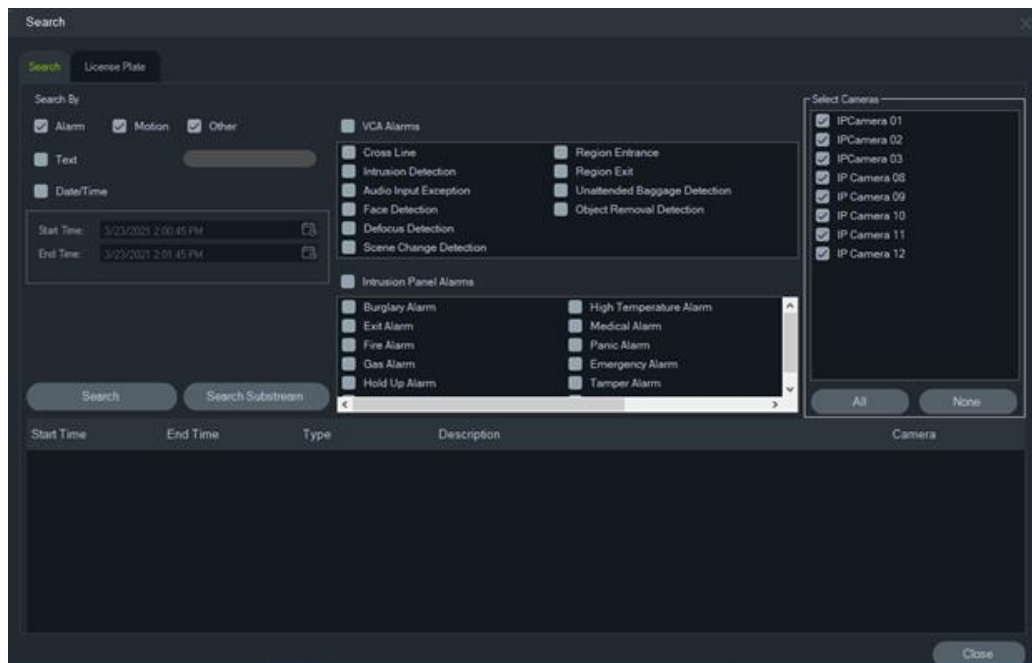 Search
Search License Plate
Search By
Alarm Motion Other
Text
Date/Time
Start Time: 3/23/2021 2:00:45 PM
End Time: 3/23/2021 2:01:45 PM
Search Search Substream
VCA Alarms
Cross Line Region Entrance
Intrusion Detection Region Exit
Audio Input Exception Unattended Baggage Detection
Face Detection Object Removal Detection
Defocus Detection
Scene Change Detection
Intrusion Panel Alarms
Burglary Alarm High Temperature Alarm
Exit Alarm Medical Alarm
Fire Alarm Panic Alarm
Gas Alarm Emergency Alarm
Hold Up Alarm Tamper Alarm
Select Cameras
IPCamera 01
IPCamera 02
IPCamera 03
IP Camera 08
IP Camera 09
IP Camera 10
IP Camera 11
IP Camera 12
All None
Start Time End Time Type Description Camera
Close